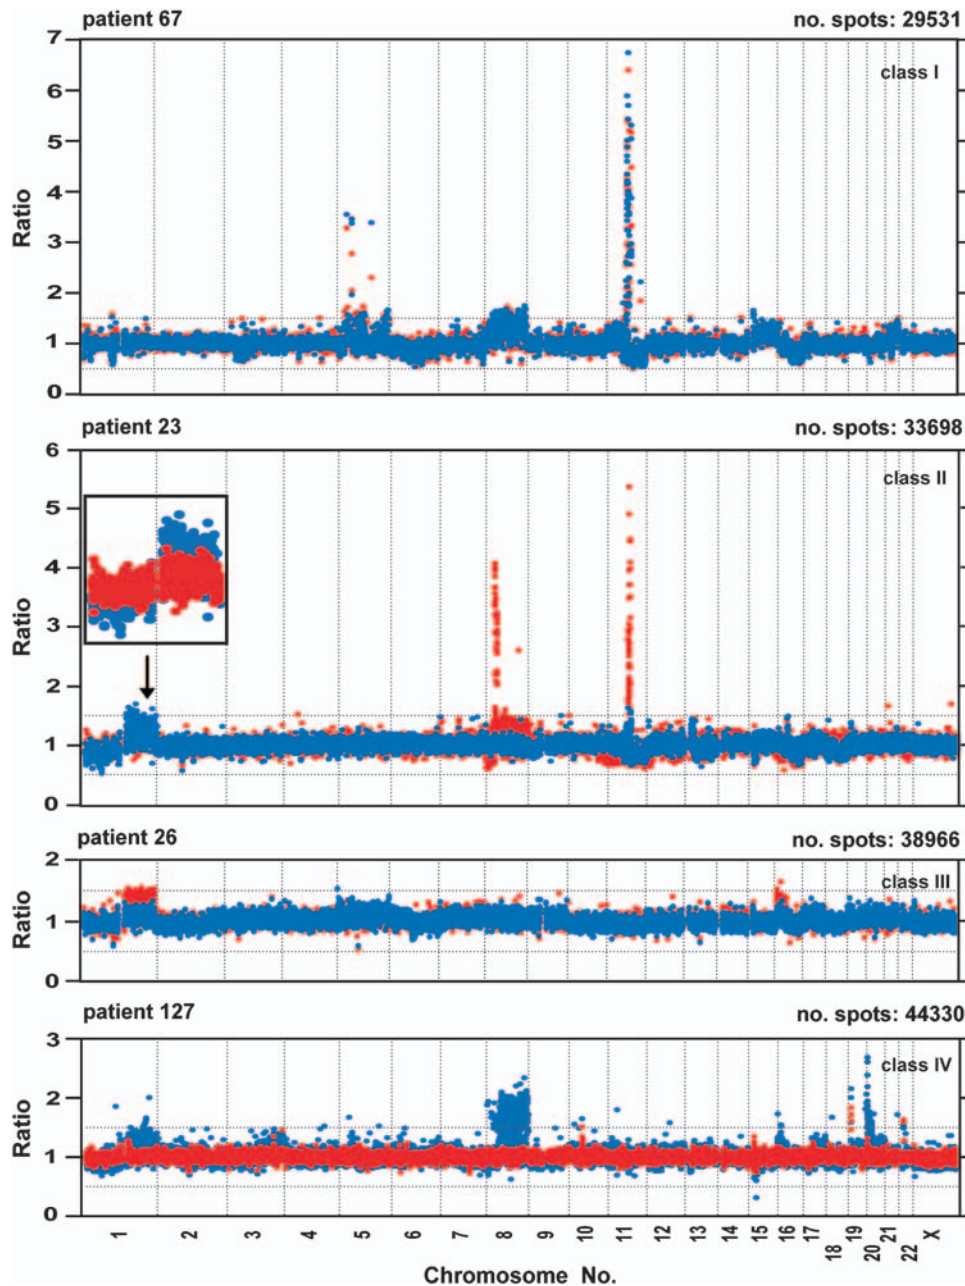 patient 67 no. spots: 29531
7
class I
6
5
4
3
2
1
0
Ratio
patient 23 no. spots: 33698
6
class II
5
4
3
2
1
0
Ratio
patient 26 no. spots: 38966
2
class III
1
0
Ratio
patient 127 no. spots: 44330
3
class IV
2
1
0
Ratio
1 2 3 4 5 6 7 8 9 10 11 12 13 14 15 16 17 18 19 20 21 22 X
Chromosome No.